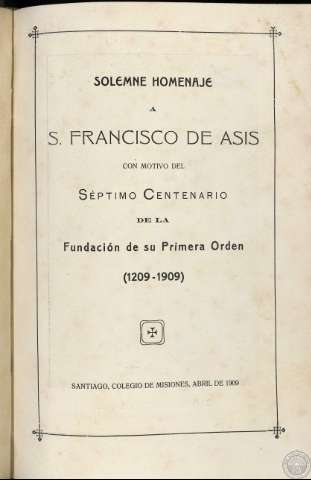 SOLEMNE HOMENAJE
A
S. FRANCISCO DE ASIS
CON MOTIVO DEL
SÉPTIMO CENTENARIO
DE LA
Fundación de su Primera Orden
(1209-1909)
SANTIAGO, COLEGIO DE MISIONES, ABRIL DE 1909